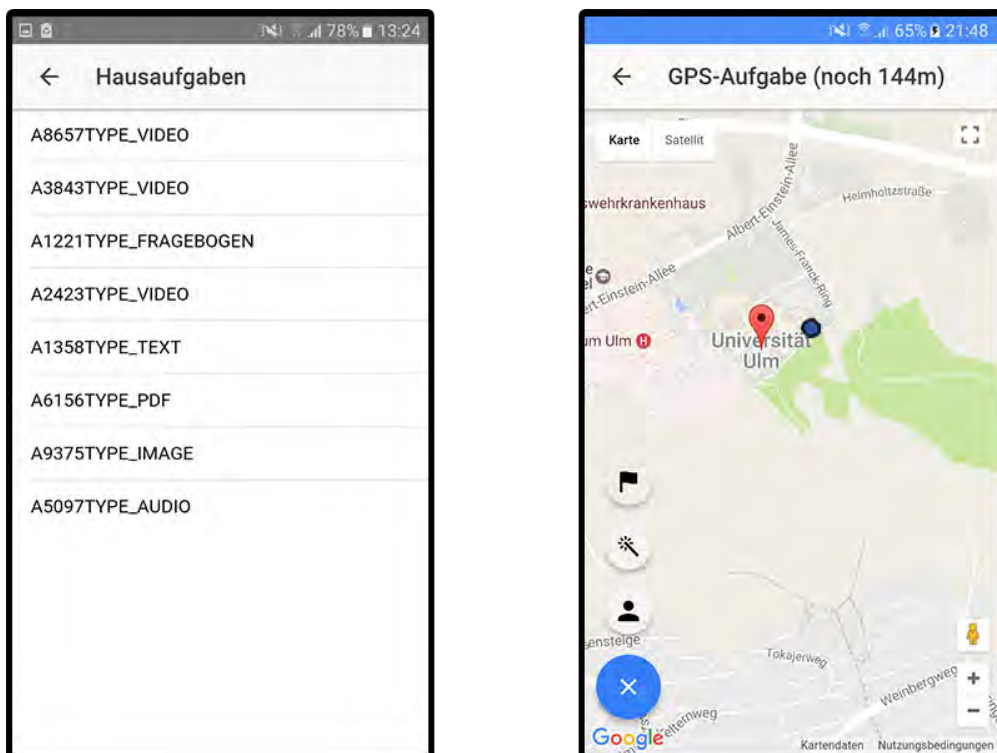 78% 13:24
Hausaufgaben
A8657TYPE_VIDEO
A3843TYPE_VIDEO
A1221TYPE_FRAGEBOGEN
A2423TYPE_VIDEO
A1358TYPE_TEXT
A6156TYPE_PDF
A9375TYPE_IMAGE
A5097TYPE_AUDIO
65% 21:48
GPS-Aufgabe (noch 144m)
Karte Satellit
swehrkrankenhaus
Albert-Einstein-Allee
Helmholtzstraße
James-Franck-Ring
rt-Einstein-Allee
um Ulm H
Universität
Ulm
ensteige
Tokajerweg
Weinbergweg
elternweg
Google
Kartendaten Nutzungsbedingungen